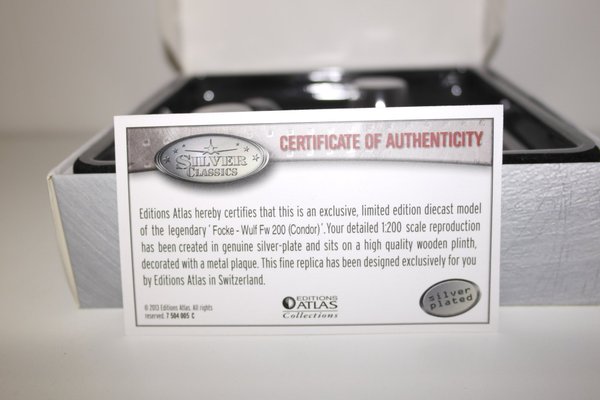 SILVER
CLASSICS
CERTIFICATE OF AUTHENTICITY
Editions Atlas hereby certifies that this is an exclusive, limited edition diecast model
of the legendary 'Focke - Wulf Fw 200 (Condor)'. Your detailed 1:200 scale reproduction
has been created in genuine silver-plate and sits on a high quality wooden plinth,
decorated with a metal plaque. This fine replica has been designed exclusively for you
by Editions Atlas in Switzerland.
© 2013 Editions Atlas. All rights
reserved. 7 504 005 C
EDITIONS
ATLAS
Collections
silver
plated